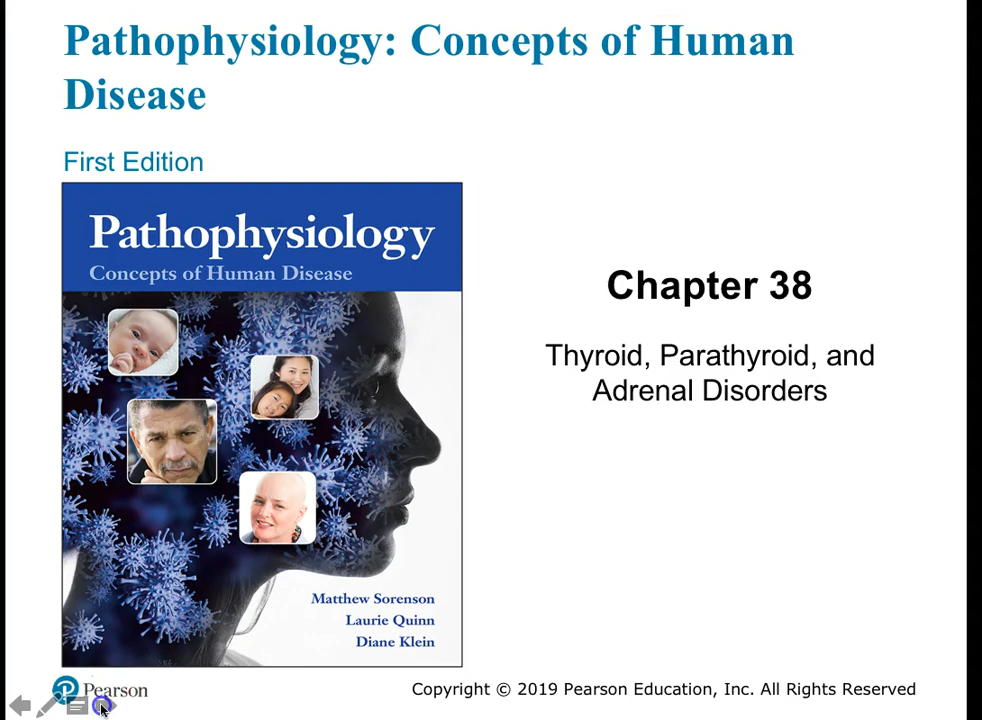 Pathophysiology: Concepts of Human
Disease
First Edition
Pathophysiology
Concepts of Human Disease
Matthew Sorenson
Laurie Quinn
Diane Klein
Chapter 38
Thyroid, Parathyroid, and
Adrenal Disorders
Pearson
Copyright © 2019 Pearson Education, Inc. All Rights Reserved